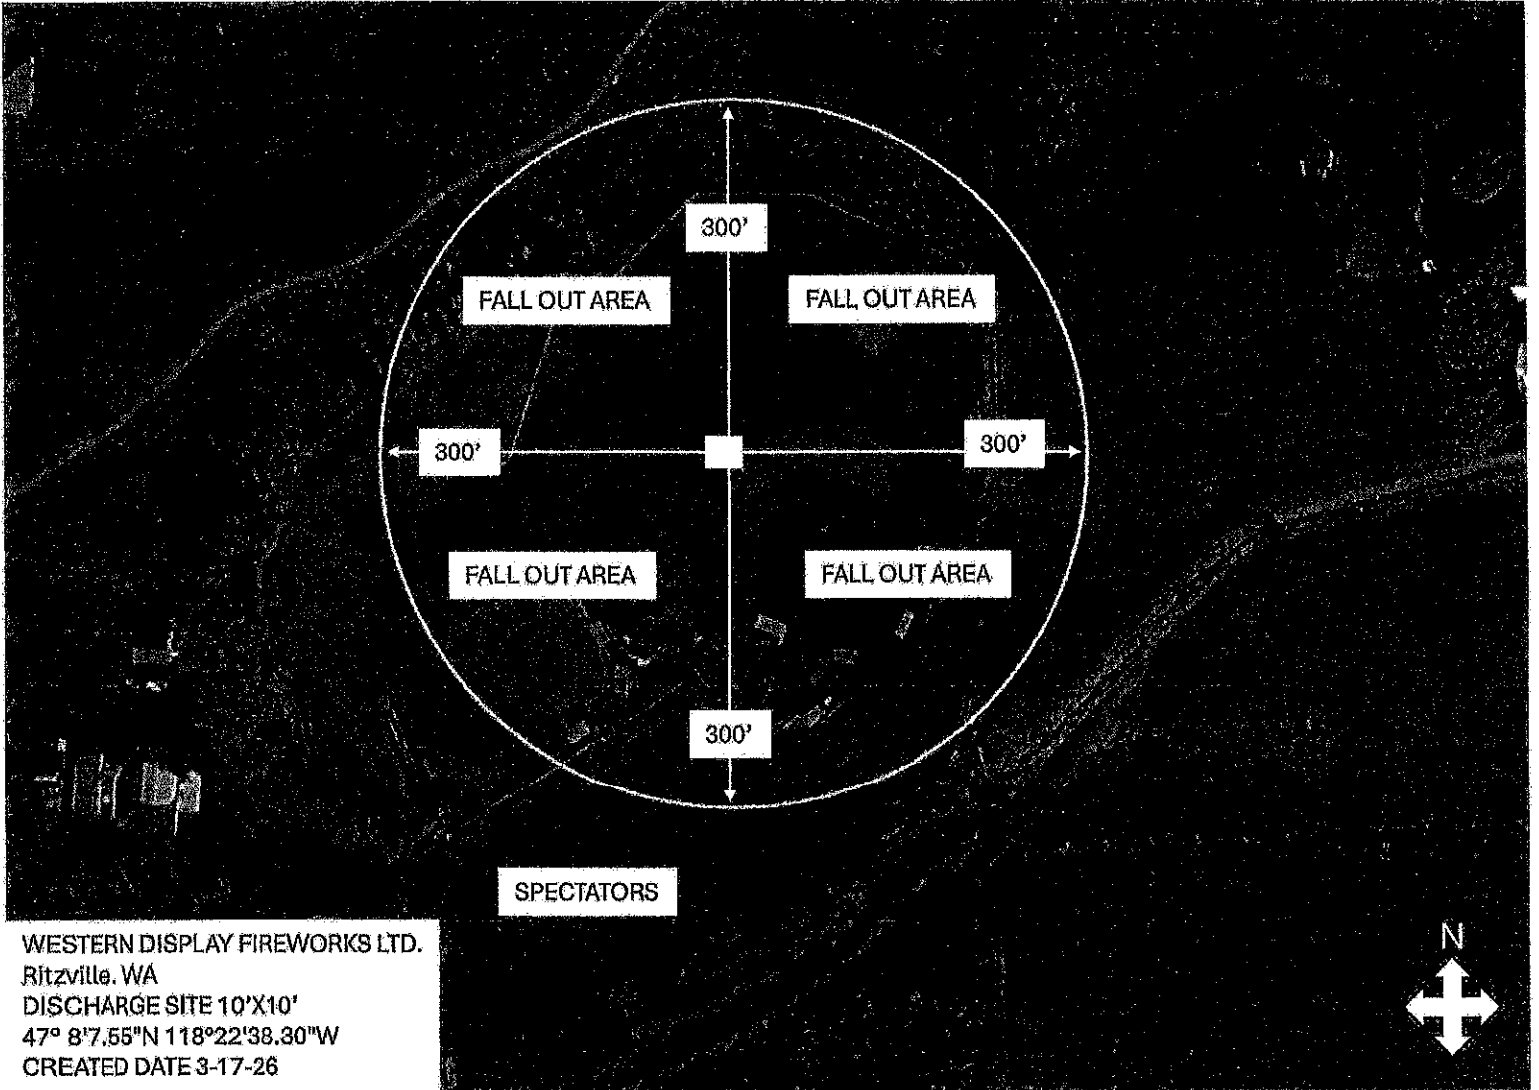 300'
FALL OUT AREA
FALL OUT AREA
300'
300'
FALL OUT AREA
FALL OUT AREA
300'
SPECTATORS
WESTERN DISPLAY FIREWORKS LTD.
Ritzville, WA
DISCHARGE SITE 10'X10'
47° 8'7.55"N 118°22'38.30"W
CREATED DATE 3-17-26
N